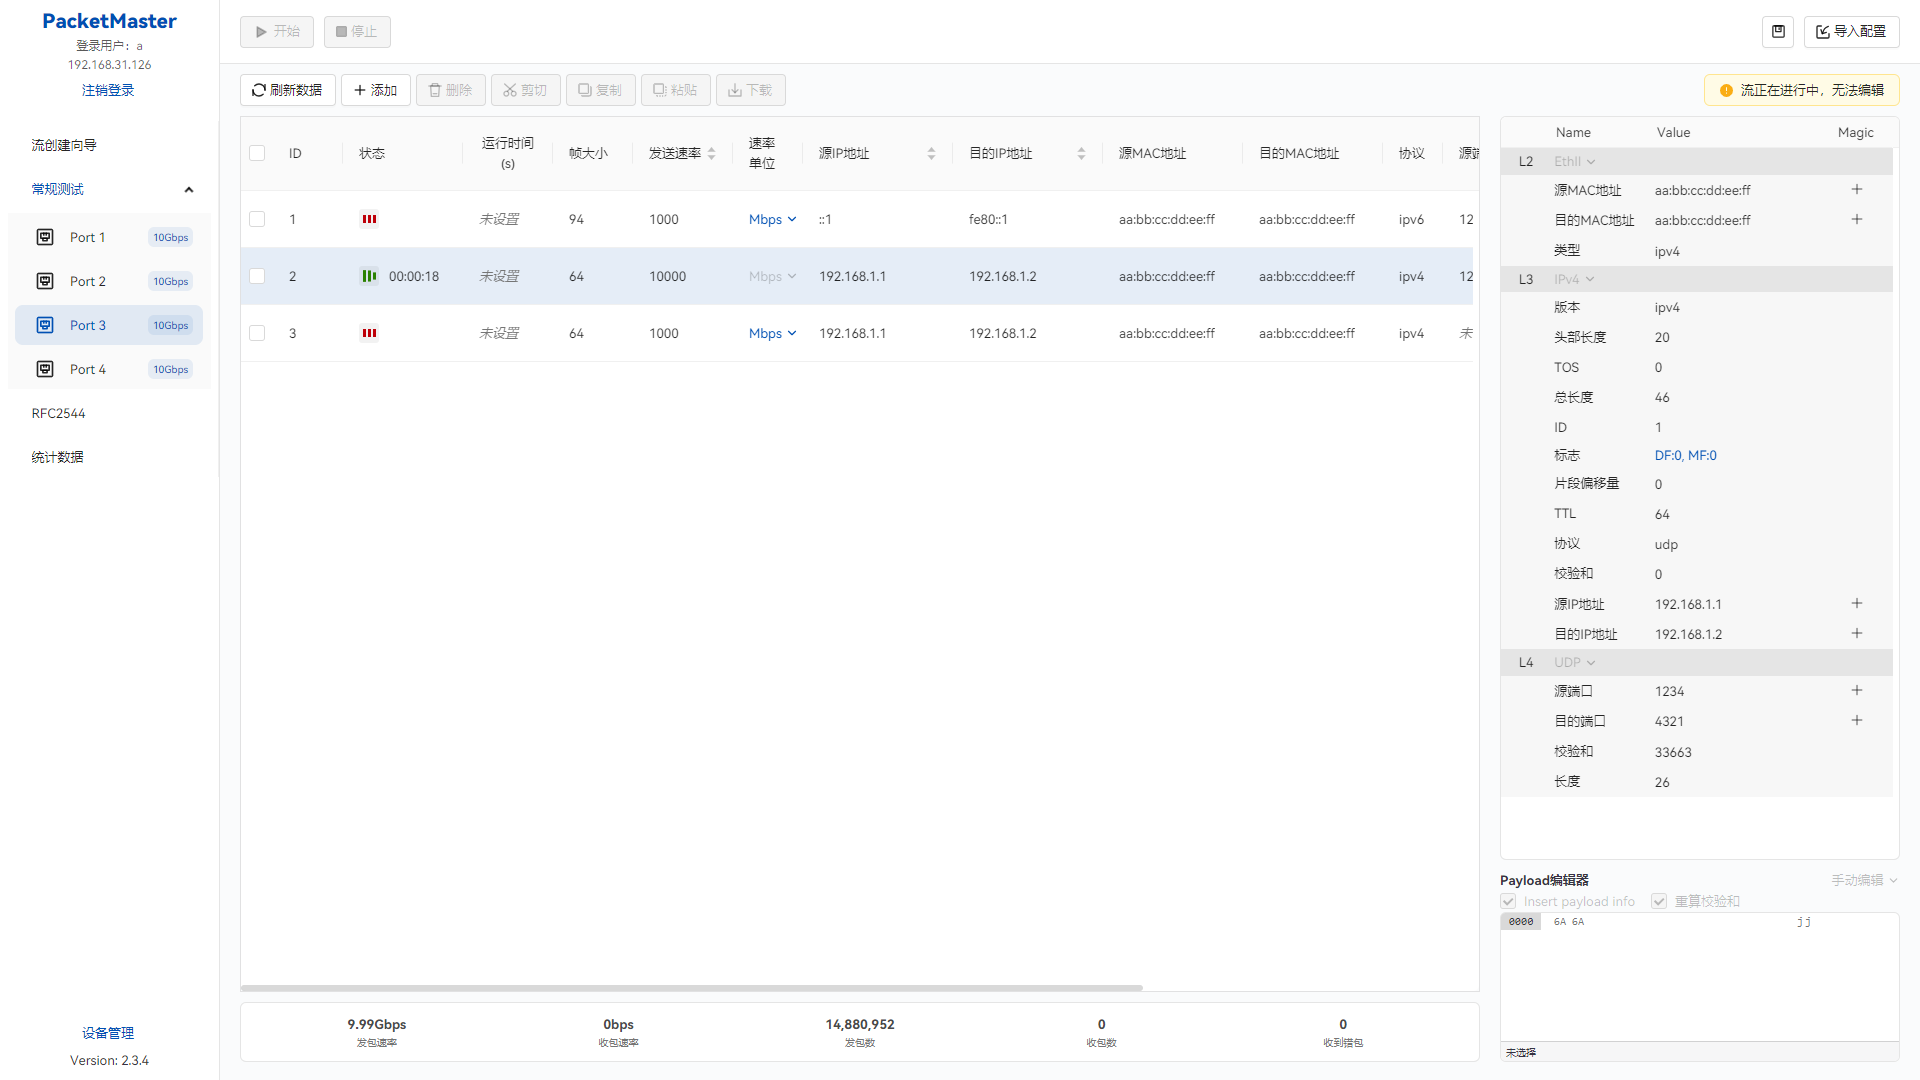 PacketMaster
登录用户：a
192.168.31.126
注销登录
流创建向导
常规测试
Port 1 10Gbps
Port 2 10Gbps
Port 3 10Gbps
Port 4 10Gbps
RFC2544
统计数据
设备管理
Version: 2.3.4
开始 停止
导入配置
刷新数据 添加 删除 剪切 复制 粘贴 下载
流正在进行中，无法编辑
ID 状态 运行时间(s) 帧大小 发送速率 速率单位 源IP地址 目的IP地址 源MAC地址 目的MAC地址 协议 源端
1 未设置 94 1000 Mbps ::1 fe80::1 aa:bb:cc:dd:ee:ff aa:bb:cc:dd:ee:ff ipv6 12
2 00:00:18 未设置 64 10000 Mbps 192.168.1.1 192.168.1.2 aa:bb:cc:dd:ee:ff aa:bb:cc:dd:ee:ff ipv4 12
3 未设置 64 1000 Mbps 192.168.1.1 192.168.1.2 aa:bb:cc:dd:ee:ff aa:bb:cc:dd:ee:ff ipv4 未
9.99Gbps 0bps 14,880,952 0 0
发包速率 收包速率 发包数 收包数 收到错包
Name Value Magic
L2 EthII
源MAC地址 aa:bb:cc:dd:ee:ff
目的MAC地址 aa:bb:cc:dd:ee:ff
类型 ipv4
L3 IPv4
版本 ipv4
头部长度 20
TOS 0
总长度 46
ID 1
标志 DF:0, MF:0
片段偏移量 0
TTL 64
协议 udp
校验和 0
源IP地址 192.168.1.1
目的IP地址 192.168.1.2
L4 UDP
源端口 1234
目的端口 4321
校验和 33663
长度 26
Payload编辑器 手动编辑
Insert payload info 重算校验和
0000 6A 6A jj
未选择